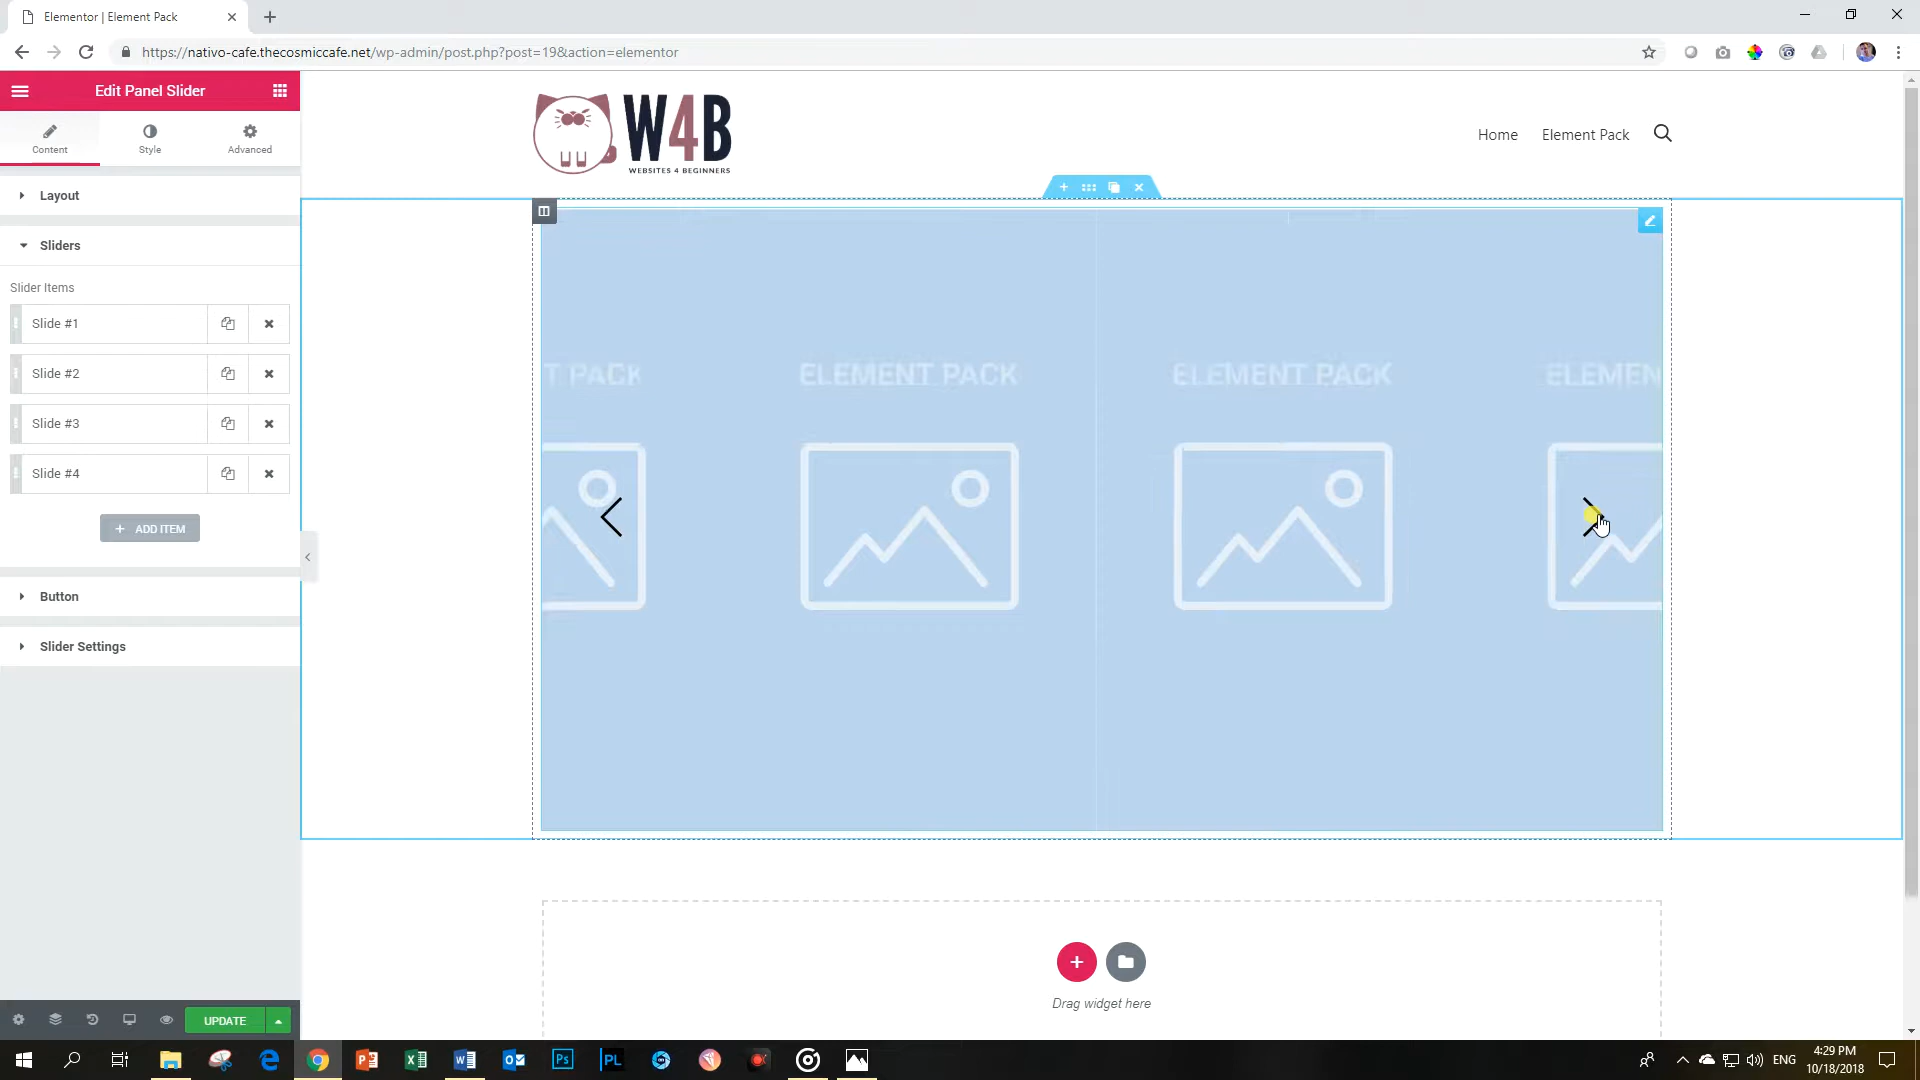 Elementor | Element Pack
https://nativo-cafe.thecosmiccafe.net/wp-admin/post.php?post=19&action=elementor
Edit Panel Slider
Content
Style
Advanced
Layout
Sliders
Slider Items
Slide #1
Slide #2
Slide #3
Slide #4
ADD ITEM
Button
Slider Settings
UPDATE
W4B
WEBSITES 4 BEGINNERS
Home
Element Pack
T PACK
ELEMENT PACK
ELEMENT PACK
ELEMEN
Drag widget here
ENG
4:29 PM
10/18/2018